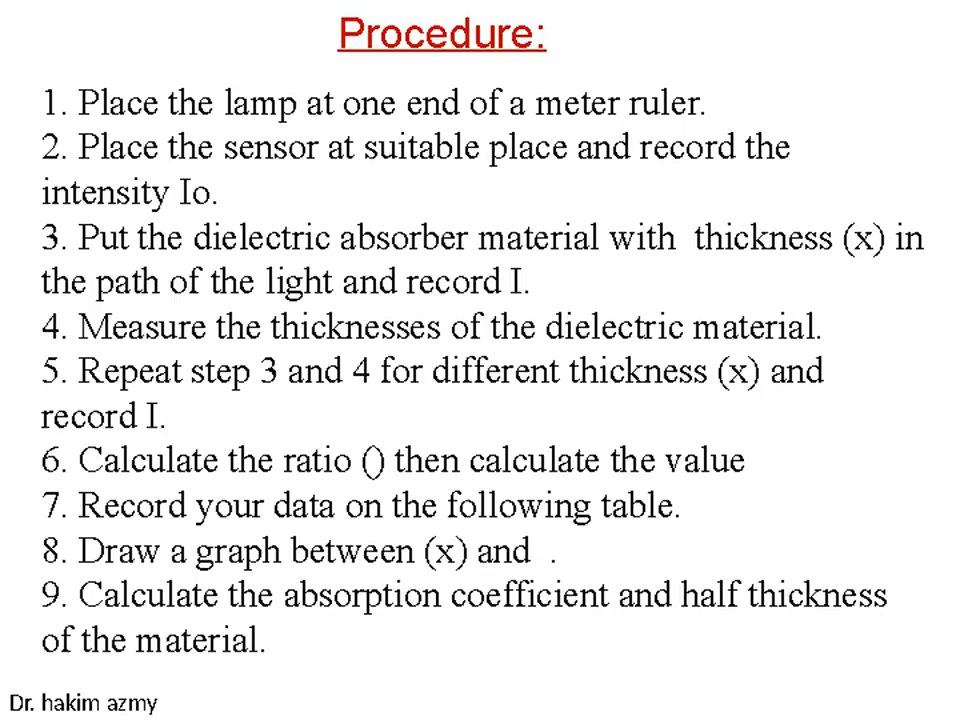 Procedure:
1. Place the lamp at one end of a meter ruler.
2. Place the sensor at suitable place and record the
intensity Io.
3. Put the dielectric absorber material with  thickness (x) in
the path of the light and record I.
4. Measure the thicknesses of the dielectric material.
5. Repeat step 3 and 4 for different thickness (x) and
record I.
6. Calculate the ratio () then calculate the value
7. Record your data on the following table.
8. Draw a graph between (x) and  .
9. Calculate the absorption coefficient and half thickness
of the material.
Dr. hakim azmy